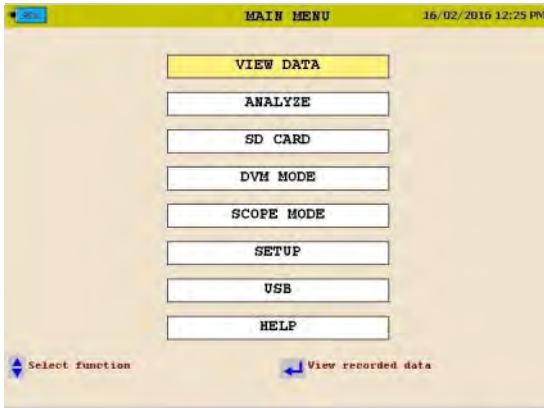 MAIN MENU
16/02/2016 12:25 PM
VIEW DATA
ANALYZE
SD CARD
DVM MODE
SCOPE MODE
SETUP
USB
HELP
Select function
View recorded data